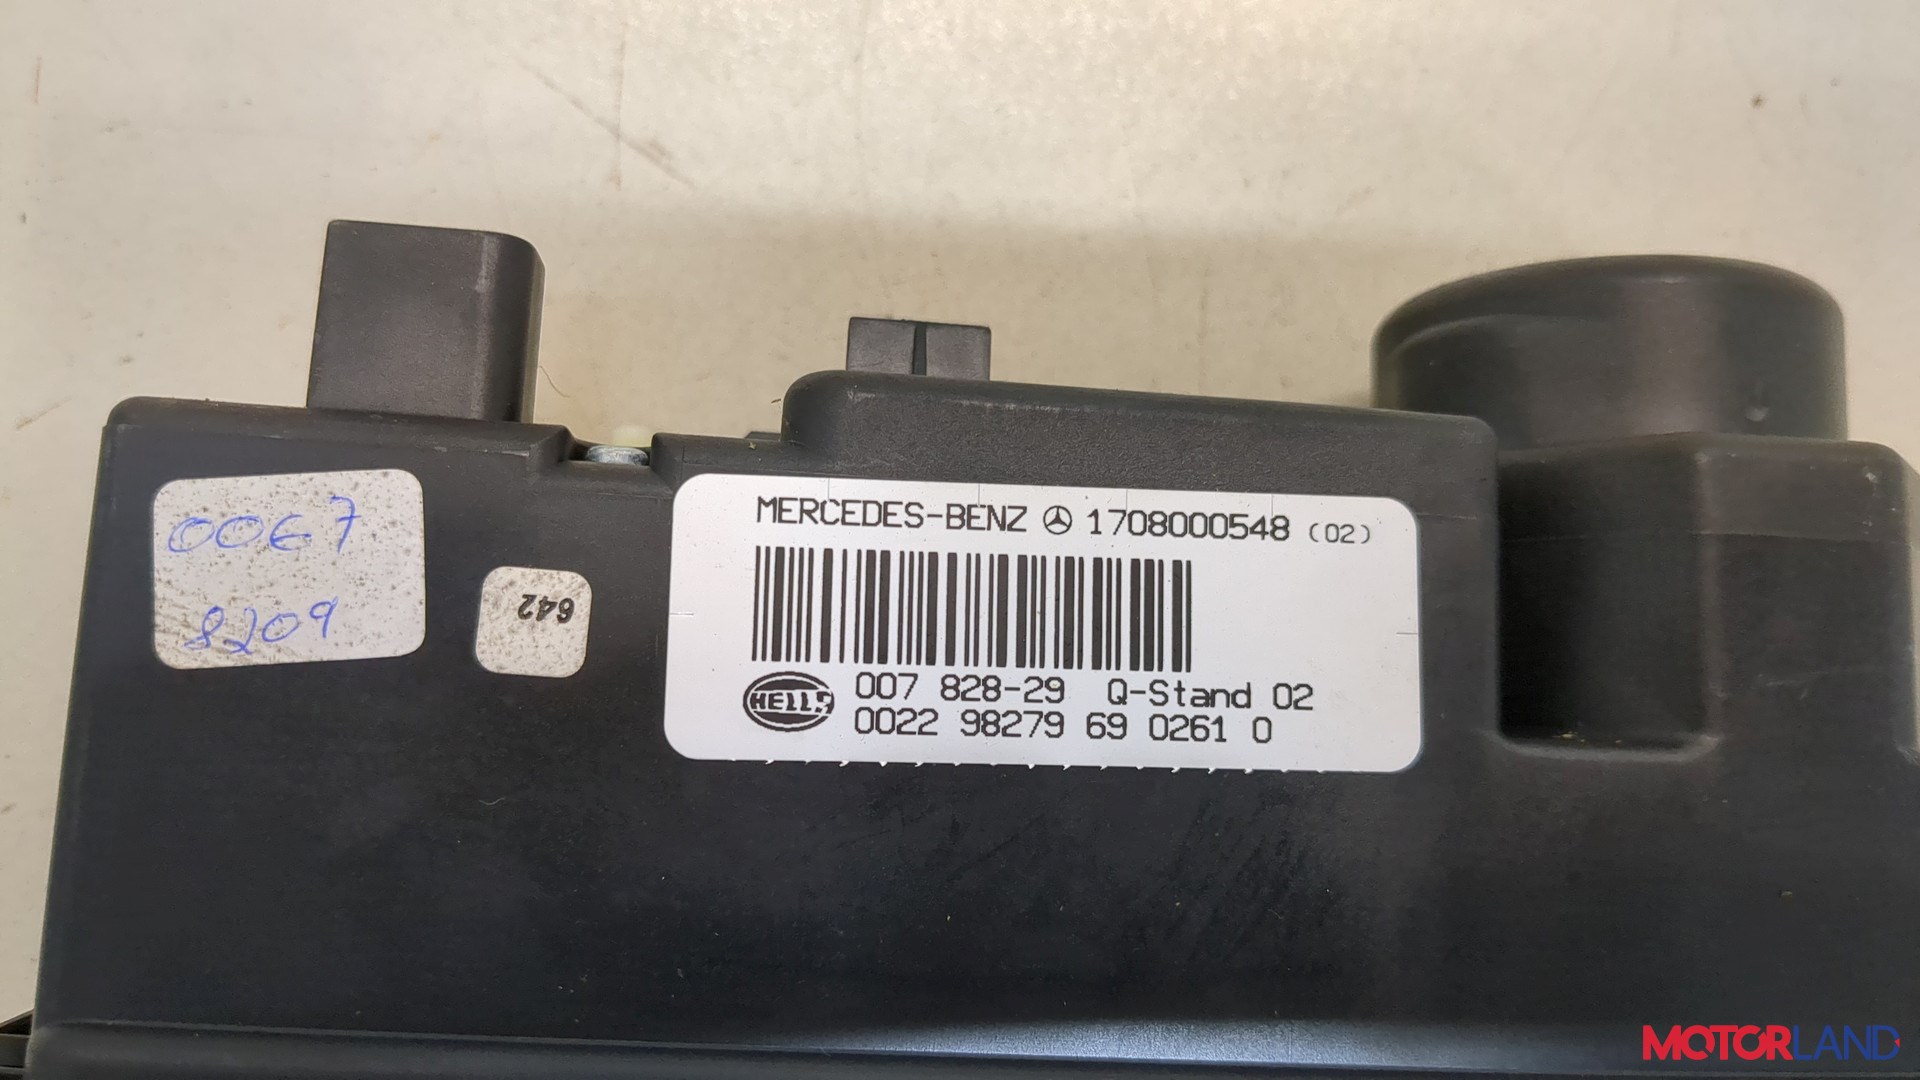 0067
8209
642
MERCEDES-BENZ 1708000548 (02)
HELLA 007 828-29 Q-Stand 02
0022 98279 69 0261 0
MOTORLAND